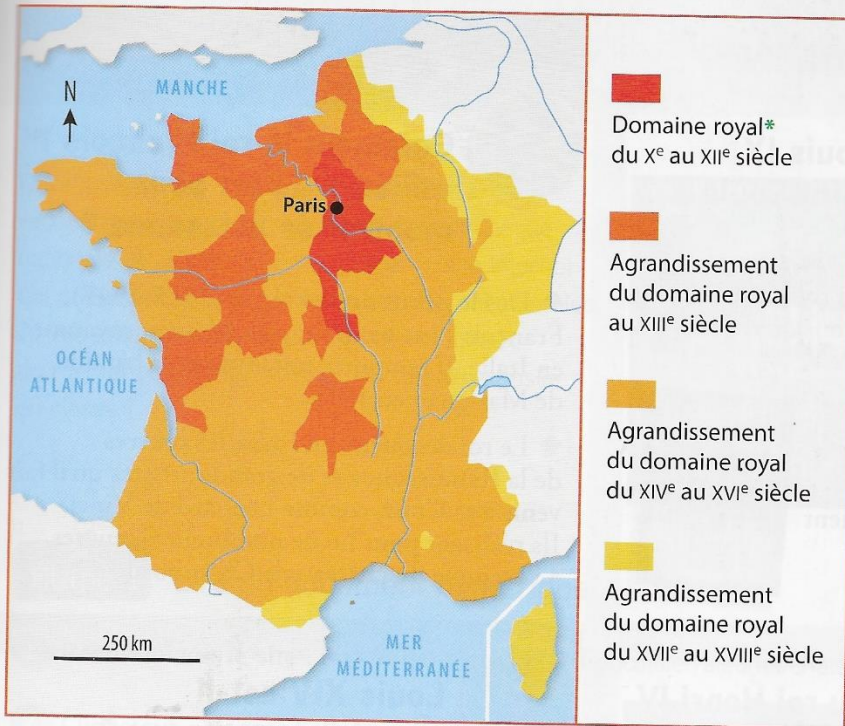 MANCHE
N
Paris
OCÉAN
ATLANTIQUE
250 km
MER
MÉDITERRANÉE
Domaine royal*
du Xe au XIIe siècle
Agrandissement
du domaine royal
au XIIIe siècle
Agrandissement
du domaine royal
du XIVe au XVIe siècle
Agrandissement
du domaine royal
du XVIIe au XVIIIe siècle